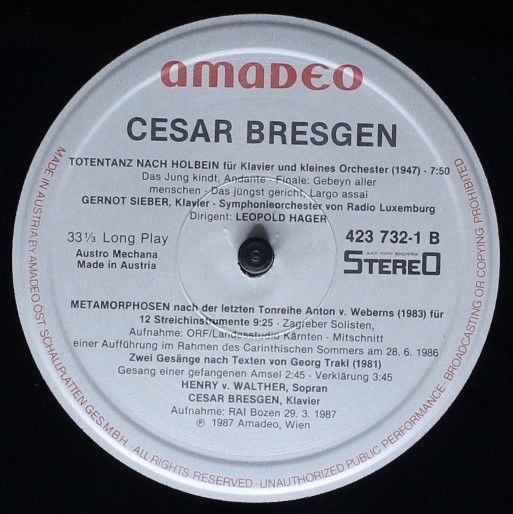 amadeo
CESAR BRESGEN
TOTENTANZ NACH HOLBEIN für Klavier und kleines Orchester (1947) - 7:50
Das Jung kindt, Andante - Finale: Gebeyn aller
menschen - Das jüngst gericht, Largo assai
GERNOT SIEBER, Klavier - Symphonieorchester von Radio Luxemburg
Dirigent: LEOPOLD HAGER
33⅓ Long Play
Austro Mechana
Made in Austria
423 732-1 B
auch mono abspielbar
STEREO
METAMORPHOSEN nach der letzten Tonreihe Anton v. Weberns (1983) für
12 Streichinstrumente 9:25 - Zagreber Solisten,
Aufnahme: ORF/Landesstudio Kärnten - Mitschnitt
einer Aufführung im Rahmen des Carinthischen Sommers am 28. 6. 1986
Zwei Gesänge nach Texten von Georg Trakl (1981)
Gesang einer gefangenen Amsel 2:45 - Verklärung 3:45
HENRY v. WALTHER, Sopran
CESAR BRESGEN, Klavier
Aufnahme: RAI Bozen 29. 3. 1987
℗ 1987 Amadeo, Wien
MADE IN AUSTRIA BY AMADEO ÖST. SCHALLPLATTEN GES.M.B.H. · ALL RIGHTS RESERVED · UNAUTHORIZED PUBLIC PERFORMANCE, BROADCASTING OR COPYING PROHIBITED